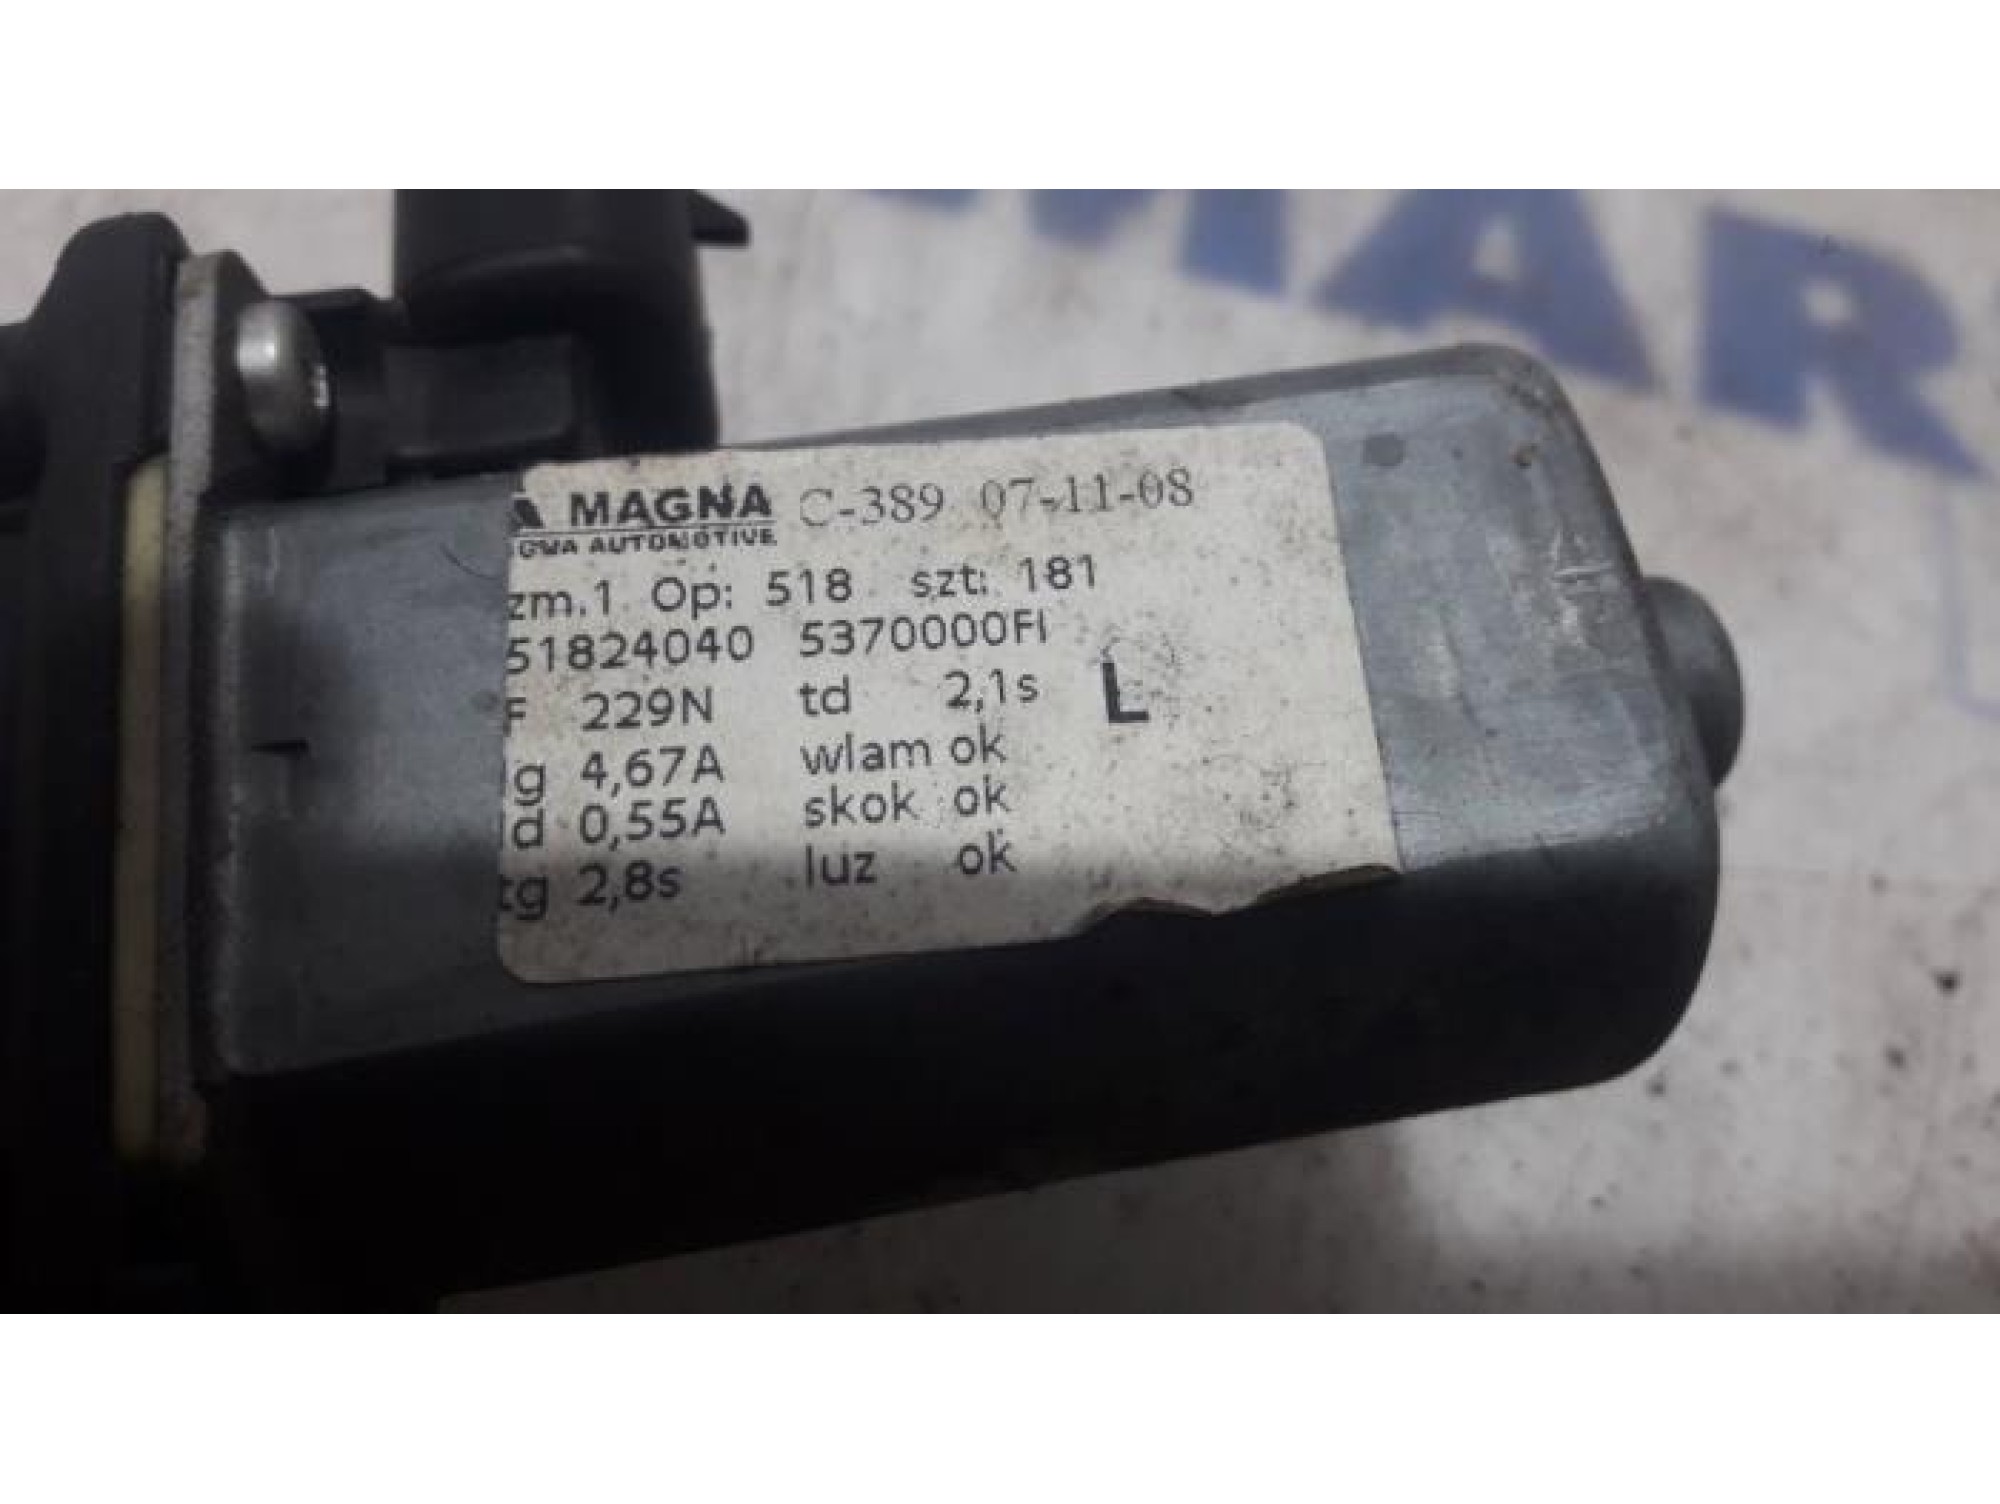 MAGNA C-389 07-11-08
AUTOMOTIVE
zm.1 Op: 518 szt: 181
51824040 5370000FI
F 229N td 2,1s L
g 4,67A wlam ok
d 0,55A skok ok
tg 2,8s luz ok
MAR